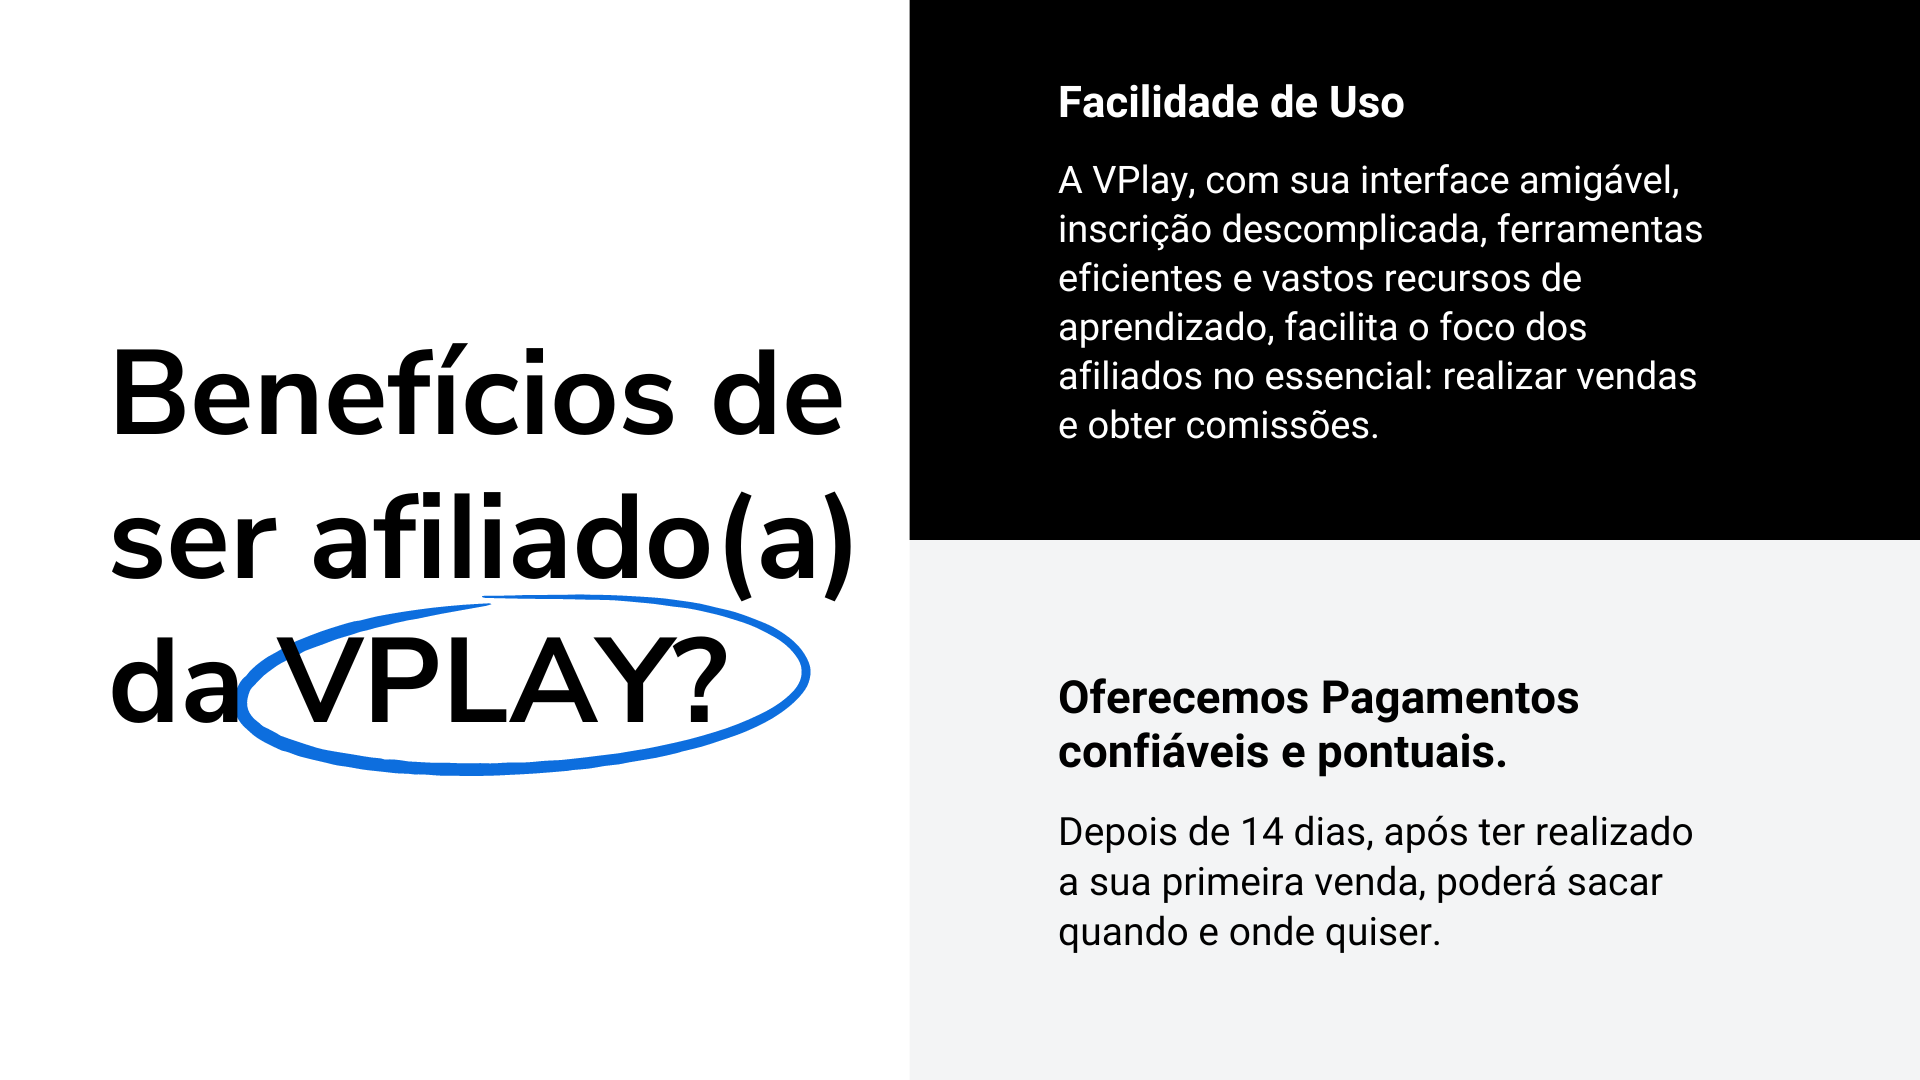 Benefícios de
ser afiliado(a)
da VPLAY?
Facilidade de Uso
A VPlay, com sua interface amigável,
inscrição descomplicada, ferramentas
eficientes e vastos recursos de
aprendizado, facilita o foco dos
afiliados no essencial: realizar vendas
e obter comissões.
Oferecemos Pagamentos
confiáveis e pontuais.
Depois de 14 dias, após ter realizado
a sua primeira venda, poderá sacar
quando e onde quiser.